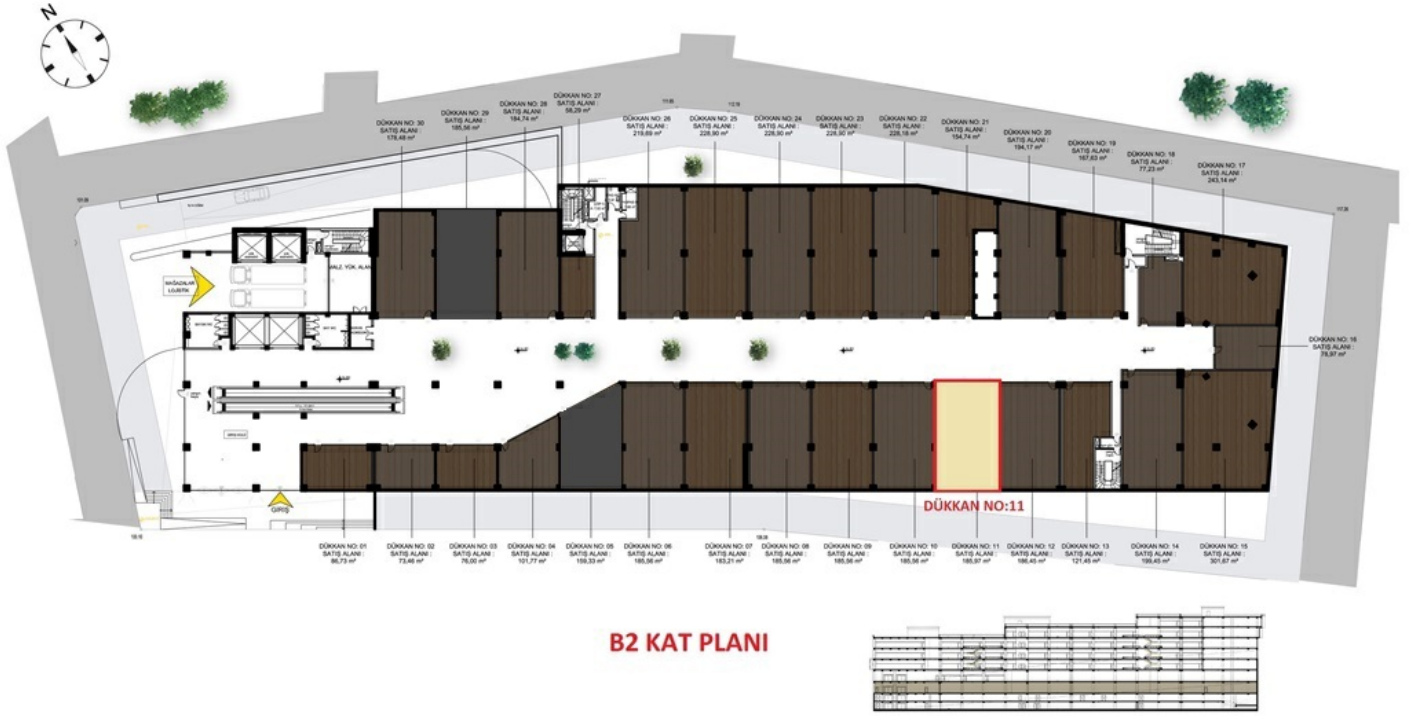 N
DÜKKAN NO: 30
SATIŞ ALANI :
178,48 m²
DÜKKAN NO: 29
SATIŞ ALANI :
185,56 m²
DÜKKAN NO: 28
SATIŞ ALANI :
184,74 m²
DÜKKAN NO: 27
SATIŞ ALANI :
58,29 m²
DÜKKAN NO: 26
SATIŞ ALANI :
219,69 m²
DÜKKAN NO: 25
SATIŞ ALANI :
228,90 m²
DÜKKAN NO: 24
SATIŞ ALANI :
228,90 m²
DÜKKAN NO: 23
SATIŞ ALANI :
228,90 m²
DÜKKAN NO: 22
SATIŞ ALANI :
228,18 m²
DÜKKAN NO: 21
SATIŞ ALANI :
154,74 m²
DÜKKAN NO: 20
SATIŞ ALANI :
194,17 m²
DÜKKAN NO: 19
SATIŞ ALANI :
167,63 m²
DÜKKAN NO: 18
SATIŞ ALANI :
77,23 m²
DÜKKAN NO: 17
SATIŞ ALANI :
243,14 m²
MAĞAZALAR
LOJİSTİK
MALZ. YÜK. ALANI
DÜKKAN NO: 16
SATIŞ ALANI :
78,97 m²
GİRİŞ
DÜKKAN NO:11
DÜKKAN NO: 01
SATIŞ ALANI :
86,73 m²
DÜKKAN NO: 02
SATIŞ ALANI :
73,46 m²
DÜKKAN NO: 03
SATIŞ ALANI :
76,00 m²
DÜKKAN NO: 04
SATIŞ ALANI :
101,77 m²
DÜKKAN NO: 05
SATIŞ ALANI :
159,33 m²
DÜKKAN NO: 06
SATIŞ ALANI :
185,56 m²
DÜKKAN NO: 07
SATIŞ ALANI :
183,21 m²
DÜKKAN NO: 08
SATIŞ ALANI :
185,56 m²
DÜKKAN NO: 09
SATIŞ ALANI :
185,56 m²
DÜKKAN NO: 10
SATIŞ ALANI :
185,56 m²
DÜKKAN NO: 11
SATIŞ ALANI :
185,97 m²
DÜKKAN NO: 12
SATIŞ ALANI :
186,45 m²
DÜKKAN NO: 13
SATIŞ ALANI :
121,45 m²
DÜKKAN NO: 14
SATIŞ ALANI :
199,45 m²
DÜKKAN NO: 15
SATIŞ ALANI :
301,67 m²
B2 KAT PLANI